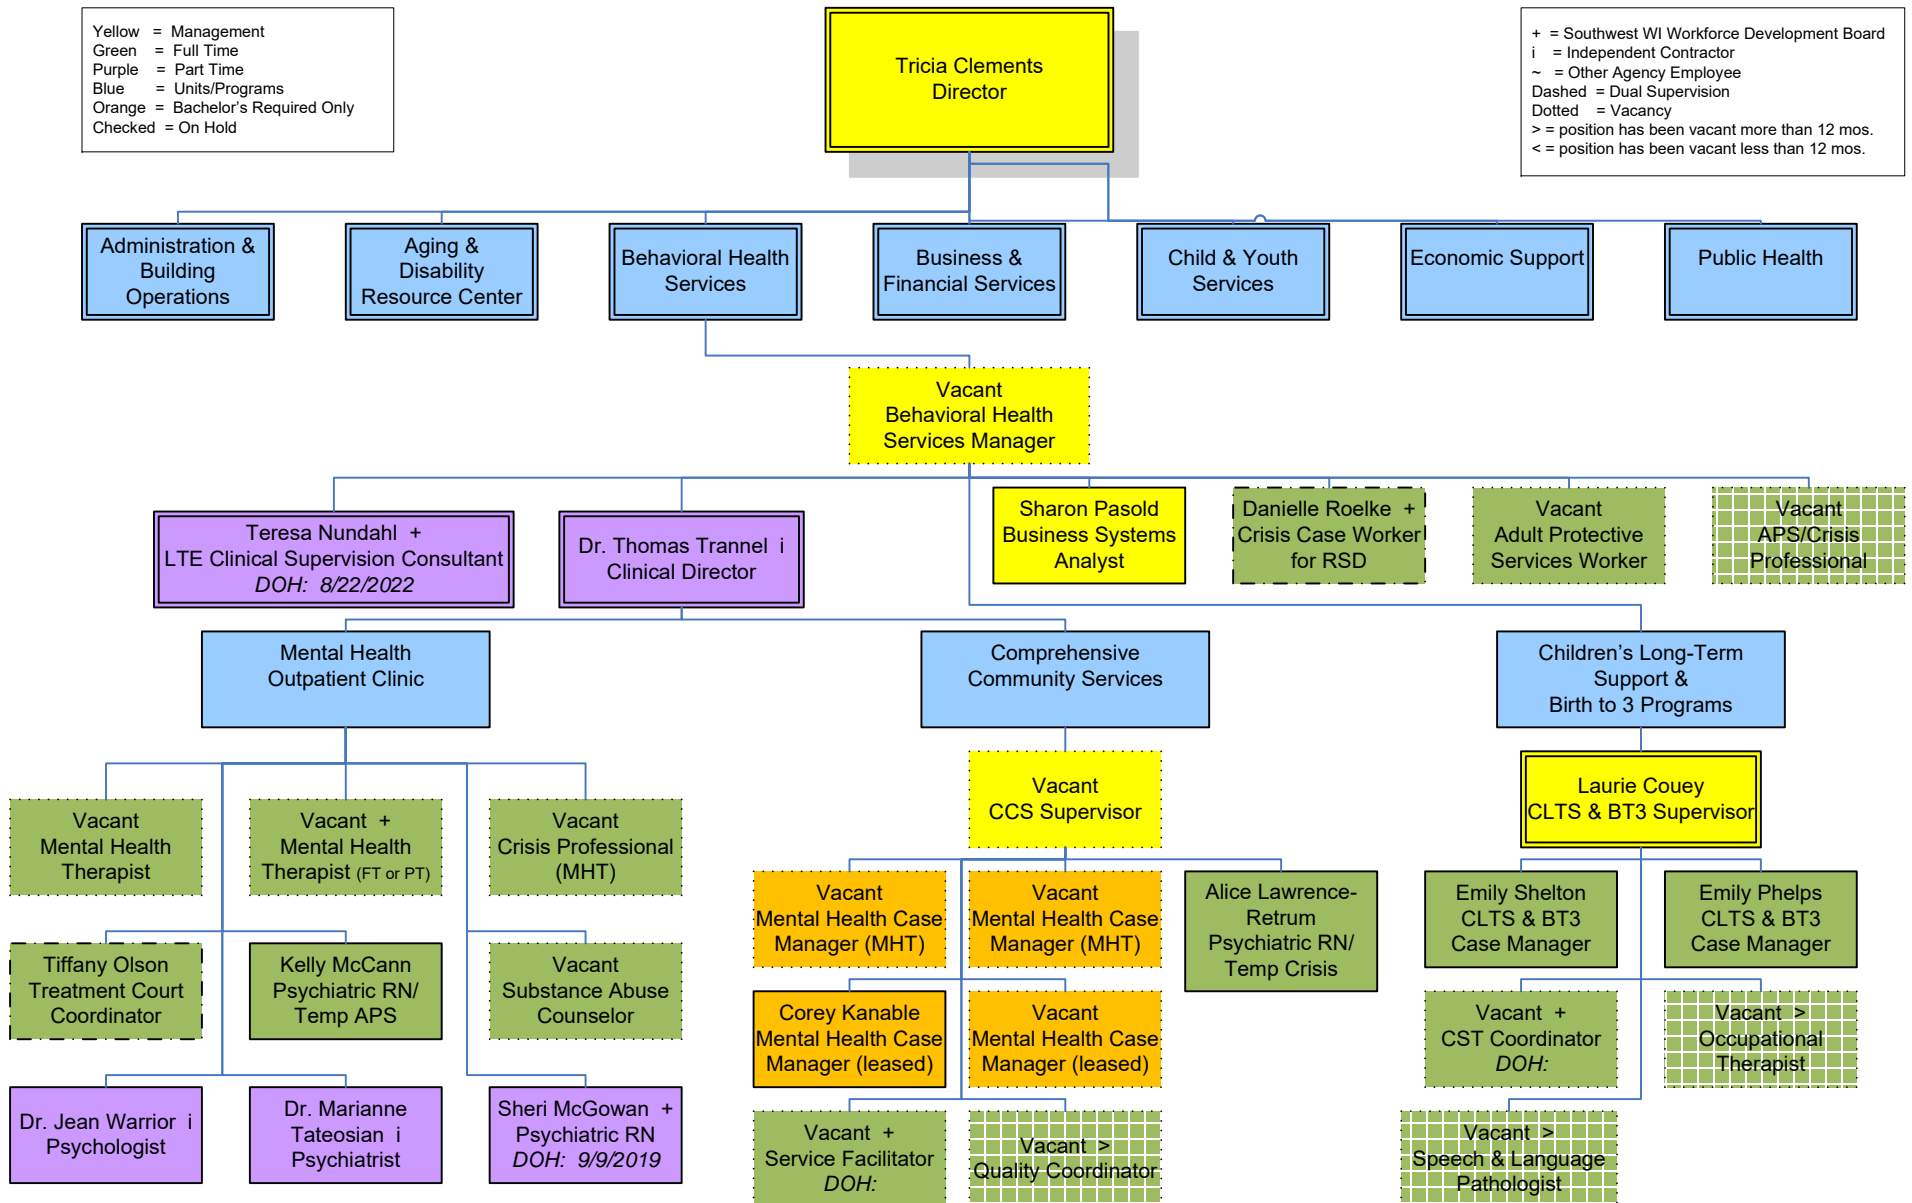 Yellow = Management
Green = Full Time
Purple = Part Time
Blue = Units/Programs
Orange = Bachelor's Required Only
Checked = On Hold
Tricia Clements
Director
+ = Southwest WI Workforce Development Board
i = Independent Contractor
~ = Other Agency Employee
Dashed = Dual Supervision
Dotted = Vacancy
> = position has been vacant more than 12 mos.
< = position has been vacant less than 12 mos.
Administration &
Building
Operations
Aging &
Disability
Resource Center
Behavioral Health
Services
Business &
Financial Services
Child & Youth
Services
Economic Support
Public Health
Vacant
Behavioral Health
Services Manager
Teresa Nundahl +
LTE Clinical Supervision Consultant
DOH: 8/22/2022
Dr. Thomas Trannel i
Clinical Director
Sharon Pasold
Business Systems
Analyst
Danielle Roelke +
Crisis Case Worker
for RSD
Vacant
Adult Protective
Services Worker
Vacant
APS/Crisis
Professional
Mental Health
Outpatient Clinic
Comprehensive
Community Services
Children's Long-Term
Support &
Birth to 3 Programs
Vacant
Mental Health
Therapist
Vacant +
Mental Health
Therapist (FT or PT)
Vacant
Crisis Professional
(MHT)
Vacant
CCS Supervisor
Laurie Couey
CLTS & BT3 Supervisor
Tiffany Olson
Treatment Court
Coordinator
Kelly McCann
Psychiatric RN/
Temp APS
Vacant
Substance Abuse
Counselor
Vacant
Mental Health Case
Manager (MHT)
Vacant
Mental Health Case
Manager (MHT)
Alice Lawrence-
Retrum
Psychiatric RN/
Temp Crisis
Emily Shelton
CLTS & BT3
Case Manager
Emily Phelps
CLTS & BT3
Case Manager
Corey Kanable
Mental Health Case
Manager (leased)
Vacant
Mental Health Case
Manager (leased)
Vacant +
CST Coordinator
DOH:
Vacant >
Occupational
Therapist
Dr. Jean Warrior i
Psychologist
Dr. Marianne
Tateosian i
Psychiatrist
Sheri McGowan +
Psychiatric RN
DOH: 9/9/2019
Vacant +
Service Facilitator
DOH:
Vacant >
Quality Coordinator
Vacant >
Speech & Language
Pathologist